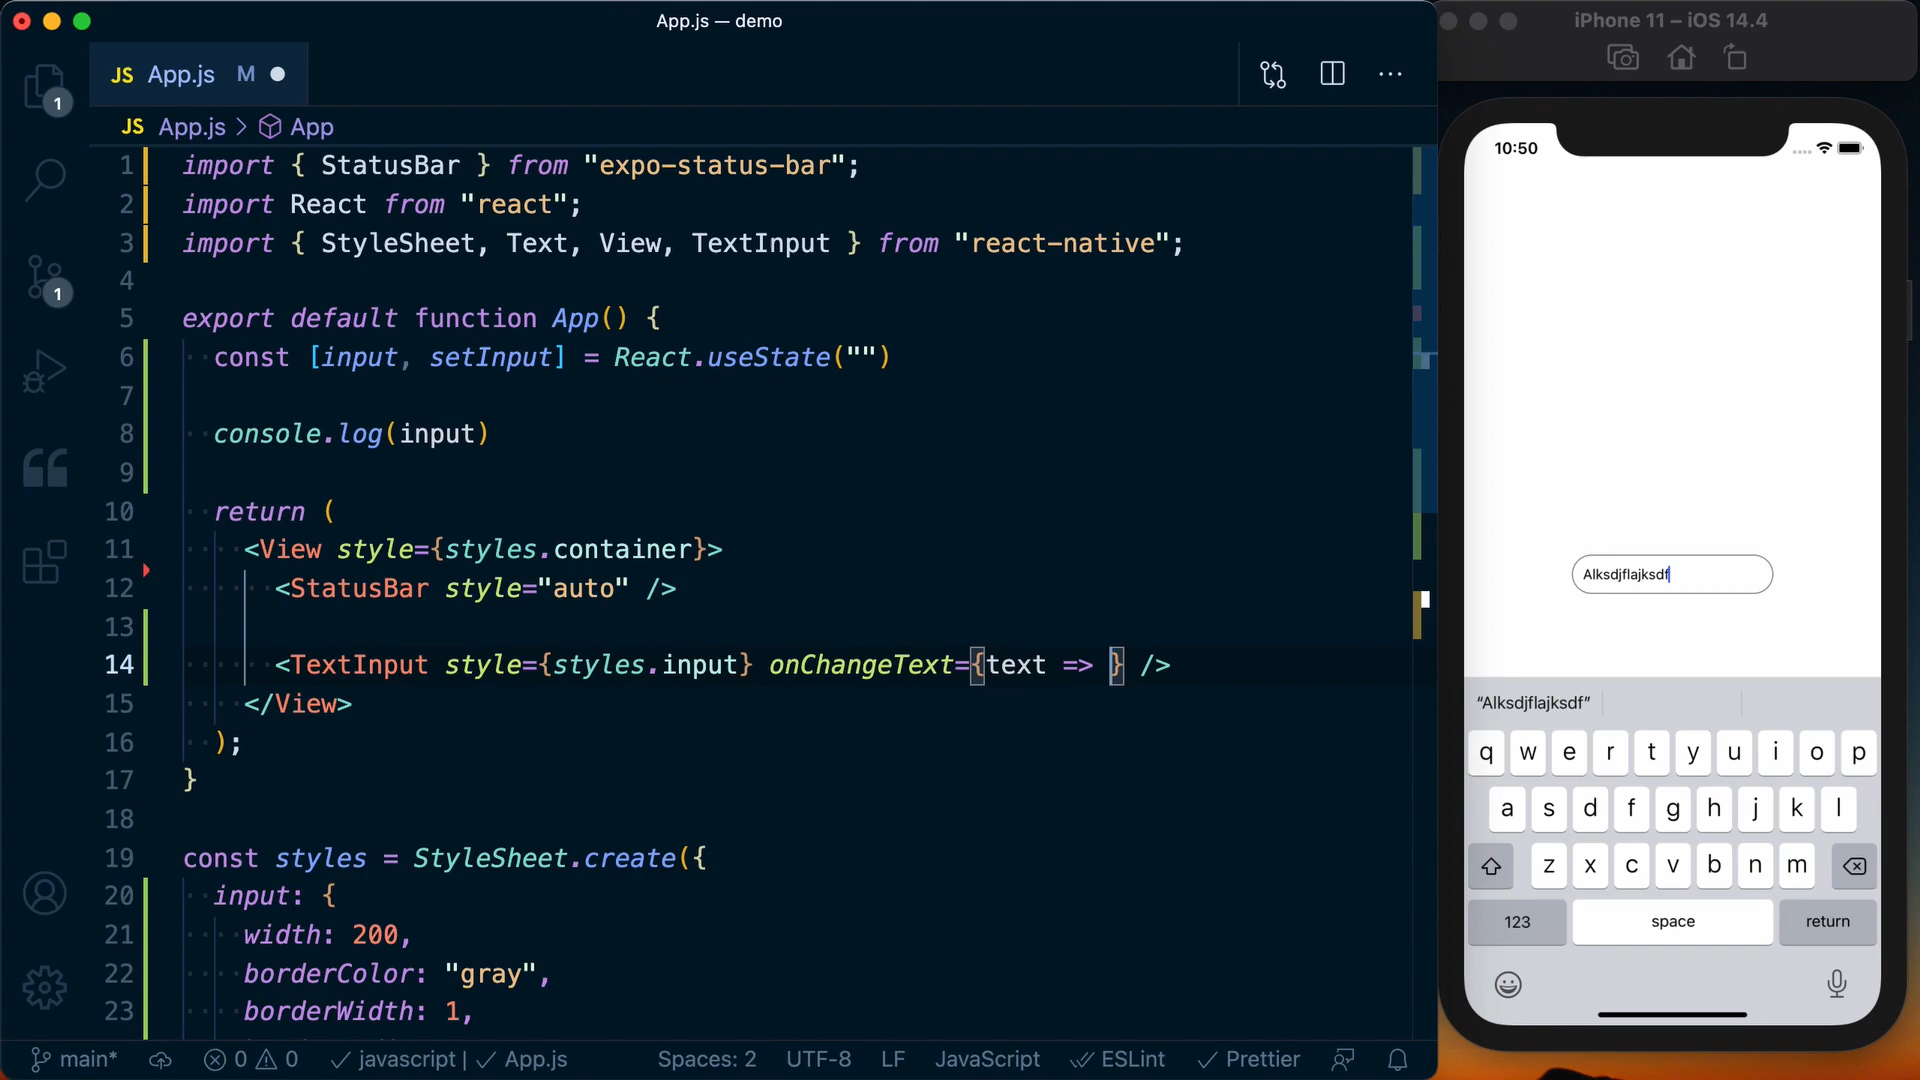 App.js — demo
JS App.js M
JS App.js > App
1 import { StatusBar } from "expo-status-bar";
2 import React from "react";
3 import { StyleSheet, Text, View, TextInput } from "react-native";
4
5 export default function App() {
6 const [input, setInput] = React.useState("")
7
8 console.log(input)
9
10 return (
11 <View style={styles.container}>
12 <StatusBar style="auto" />
13
14 <TextInput style={styles.input} onChangeText={text => } />
15 </View>
16 );
17 }
18
19 const styles = StyleSheet.create({
20 input: {
21 width: 200,
22 borderColor: "gray",
23 borderWidth: 1,
1
1
main* 0 0 javascript | App.js Spaces: 2 UTF-8 LF JavaScript ESLint Prettier
iPhone 11 – iOS 14.4
10:50
Alksdjflajksdf
“Alksdjflajksdf”
q w e r t y u i o p
a s d f g h j k l
z x c v b n m
123 space return